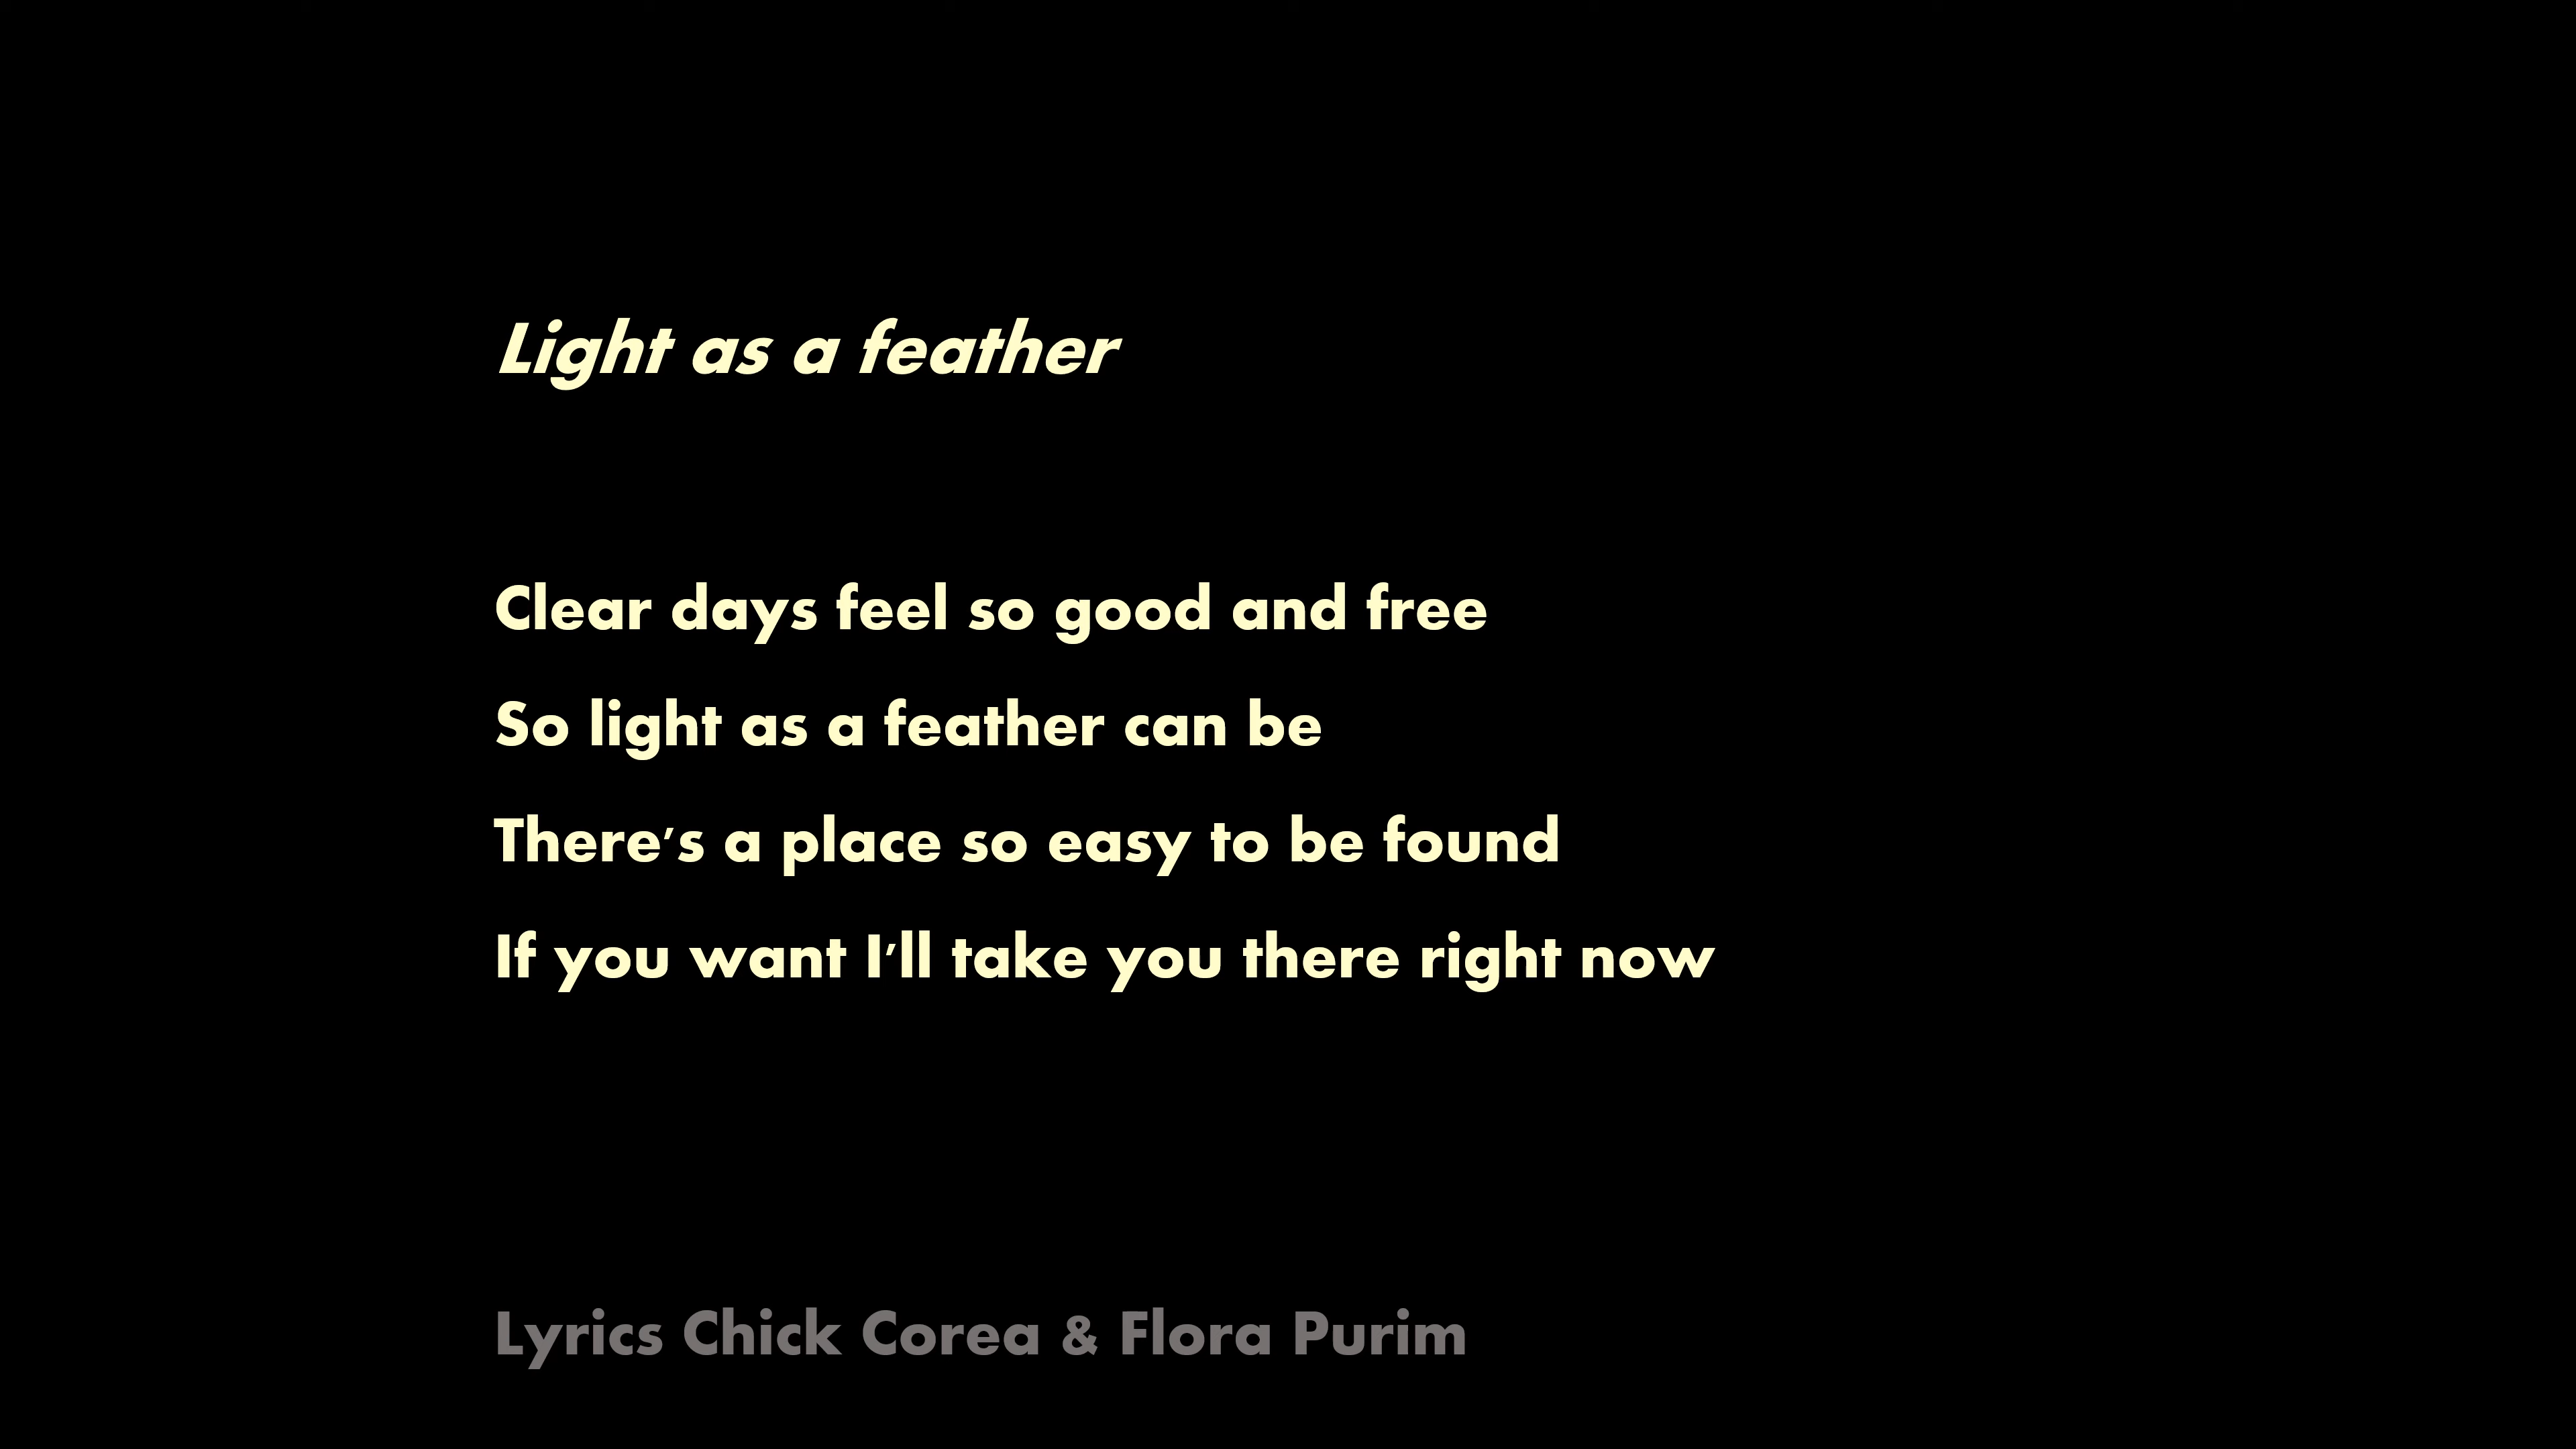 Light as a feather
Clear days feel so good and free
So light as a feather can be
There's a place so easy to be found
If you want I'll take you there right now
Lyrics Chick Corea & Flora Purim